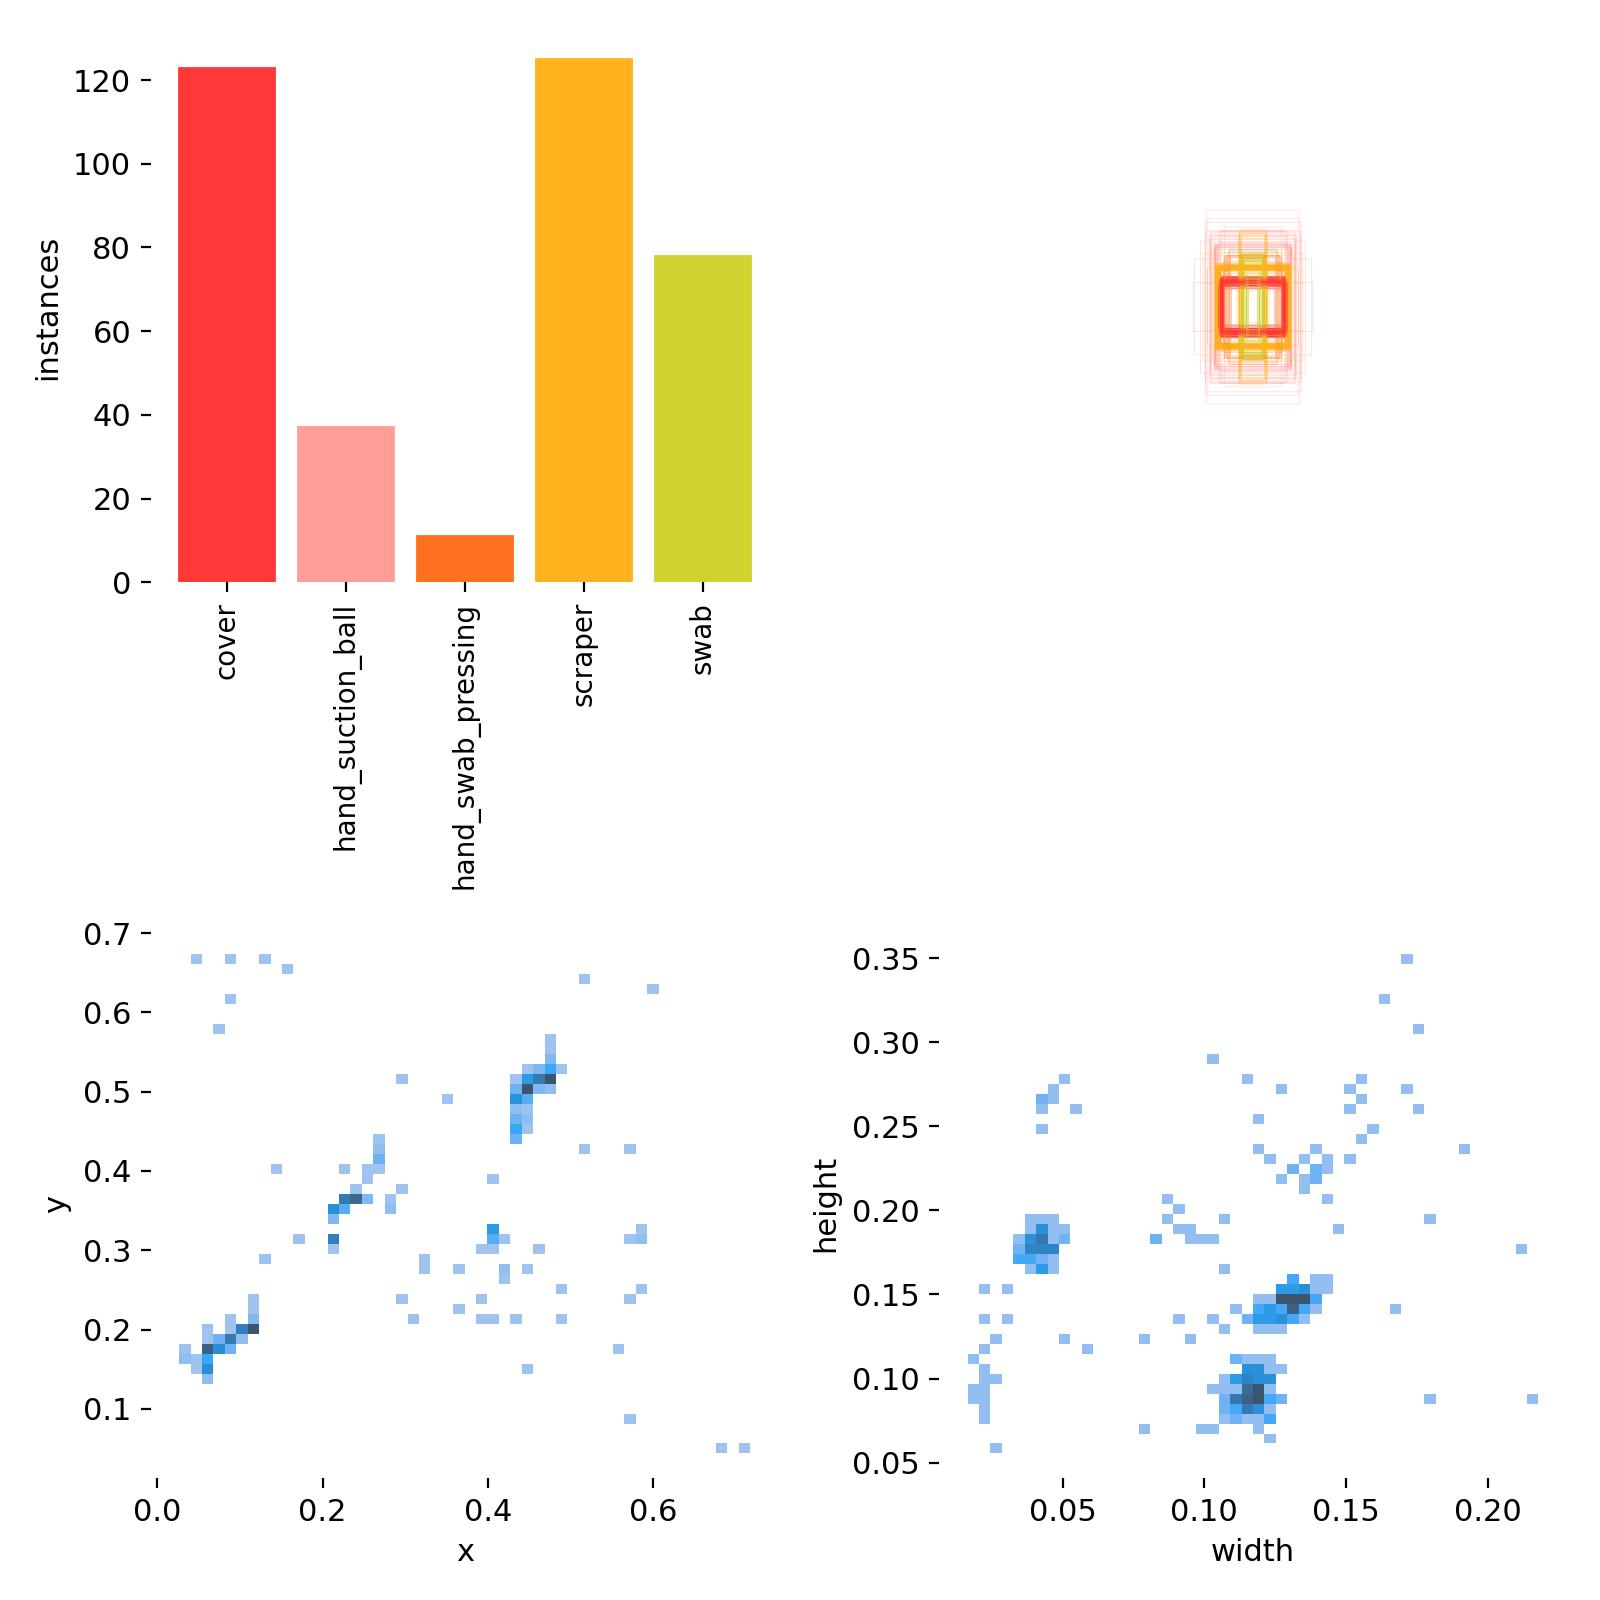 120
100
80
60
40
20
0
instances
cover
hand_suction_ball
hand_swab_pressing
scraper
swab
0.7
0.6
0.5
0.4
0.3
0.2
0.1
y
0.0 0.2 0.4 0.6
x
0.35
0.30
0.25
0.20
0.15
0.10
0.05
height
0.05 0.10 0.15 0.20
width